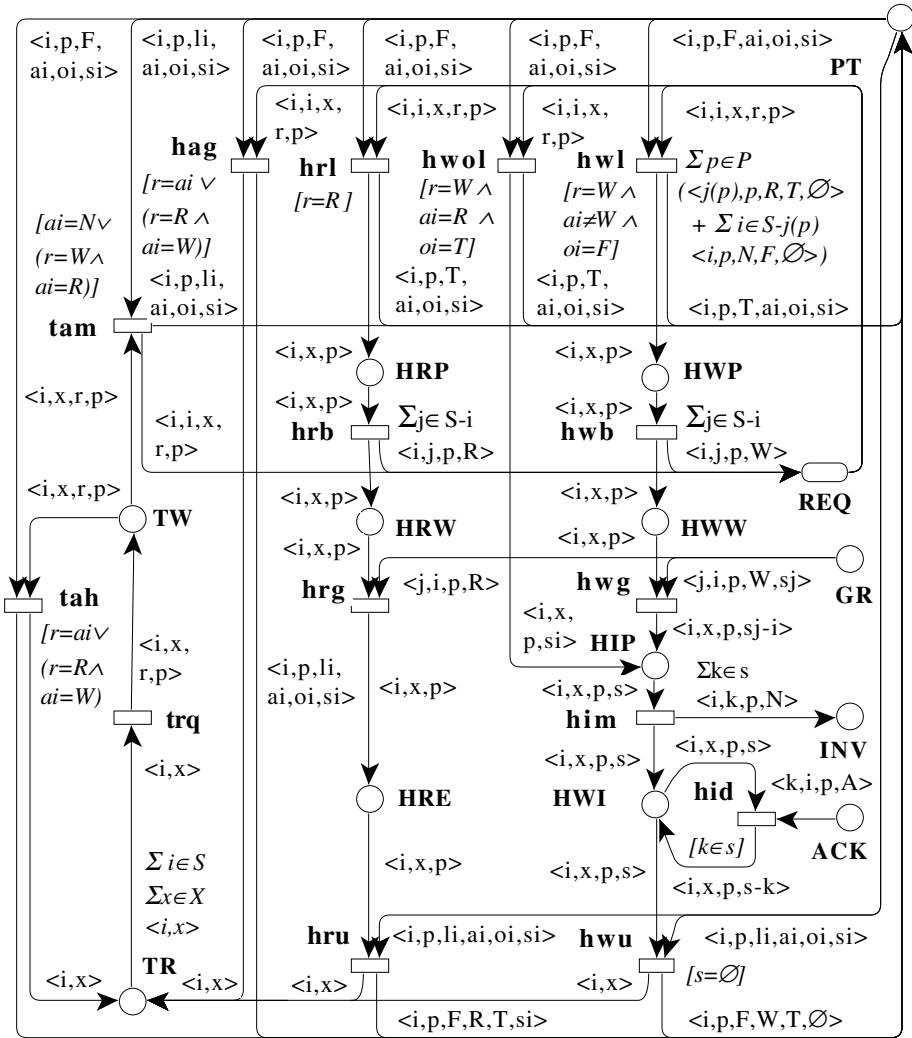 <i,p,F, <i,p,li, <i,p,F <i,p,F, <i,p,F, <i,p,F,ai,oi,si>
ai,oi,si> ai,oi,si> ai,oi,si> ai,oi,si> ai,oi,si> PT
<i,i,x, <i,i,x,r,p> <i,i,x, <i,i,x,r,p>
r,p> r,p>
hag hrl hwol hwl Σ p∈P
[r=ai ∨ [r=R] [r=W ∧ [r=W ∧ (<j(p),p,R,T,∅>
[ai=N∨ (r=R ∧ ai=R ∧ ai≠W ∧ + Σ i∈S-j(p)
(r=W∧ ai=W)] oi=T] oi=F] <i,p,N,F,∅>)
ai=R)] <i,p,li, <i,p,T, <i,p,T, <i,p,T,ai,oi,si>
ai,oi,si> ai,oi,si> ai,oi,si>
tam
<i,x,p> <i,x,p>
HRP HWP
<i,x,r,p> <i,x,p> <i,x,p>
<i,i,x, hrb Σj∈ S-i hwb Σj∈ S-i
r,p> <i,j,p,R> <i,j,p,W>
<i,x,r,p> <i,x,p> <i,x,p> REQ
TW HRW HWW
<i,x,p> <i,x,p>
tah hrg <j,i,p,R> hwg <j,i,p,W,sj> GR
[r=ai∨ <i,x, <i,x,p,sj-i>
(r=R∧ <i,x, p,si> HIP
ai=W) r,p> <i,p,li, <i,x,p> <i,x,p,s> Σk∈s
ai,oi,si> <i,k,p,N>
trq him INV
<i,x> <i,x,p,s> <i,x,p,s>
HRE HWI hid <k,i,p,A>
[k∈s] ACK
Σ i∈S <i,x,p> <i,x,p,s> <i,x,p,s-k>
Σx∈X
<i,x>
hru <i,p,li,ai,oi,si> hwu <i,p,li,ai,oi,si>
TR
<i,x> <i,x> <i,x> <i,x> [s=∅]
<i,p,F,R,T,si> <i,p,F,W,T,∅>